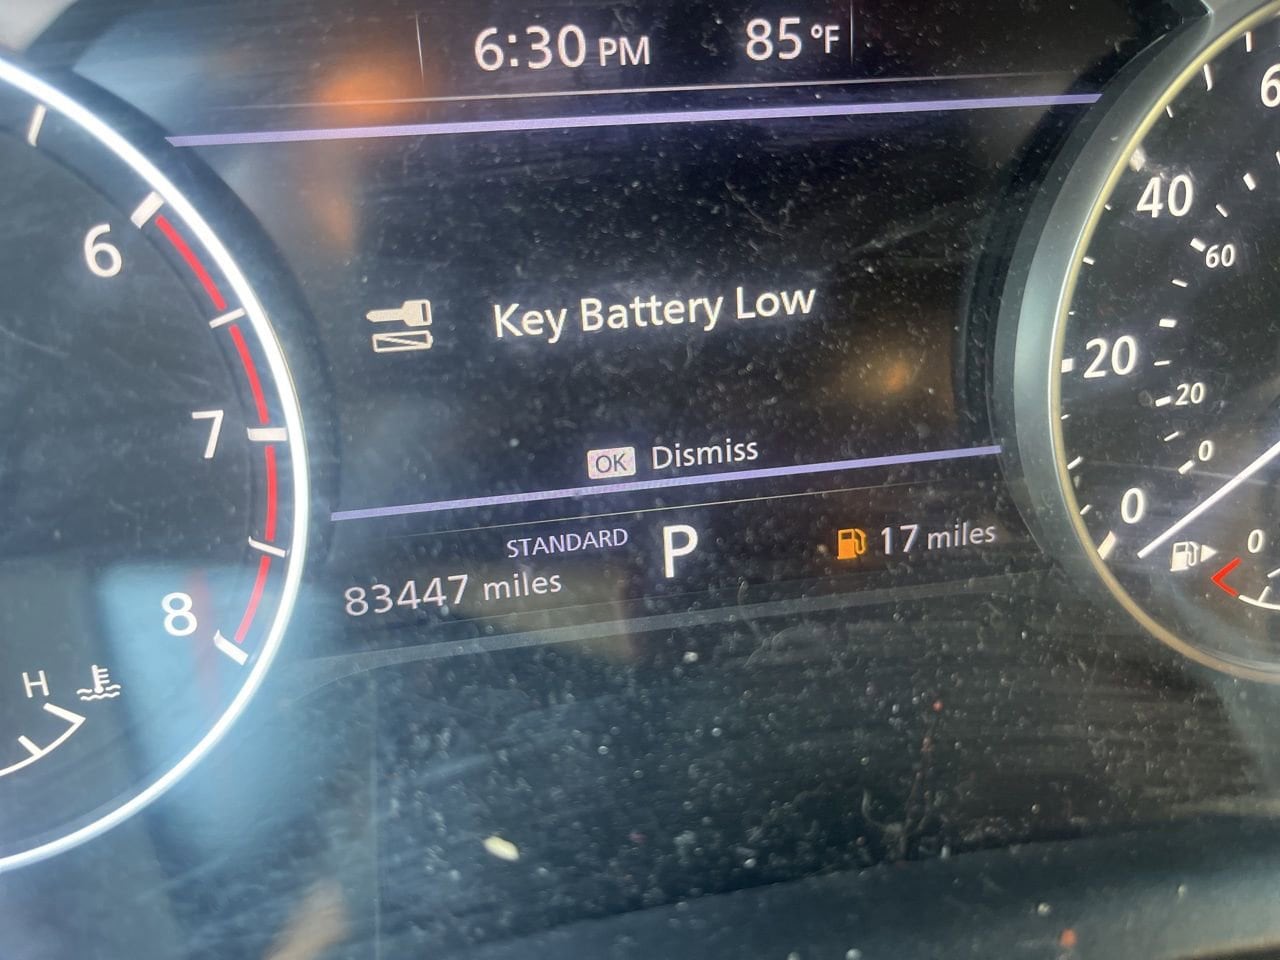 6:30 PM 85°F
Key Battery Low
OK Dismiss
STANDARD P 17 miles
83447 miles
6
7
8
H
40
60
20
20
0
0
0